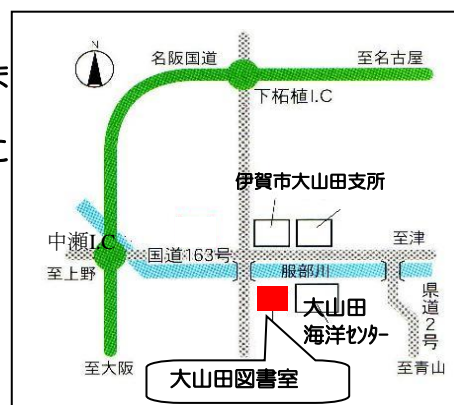 N
名阪国道
至名古屋
下柘植I.C
伊賀市大山田支所
中瀬I.C
国道163号
至津
至上野
服部川
大山田
海洋センター
県道2号
至大阪
至青山
大山田図書室